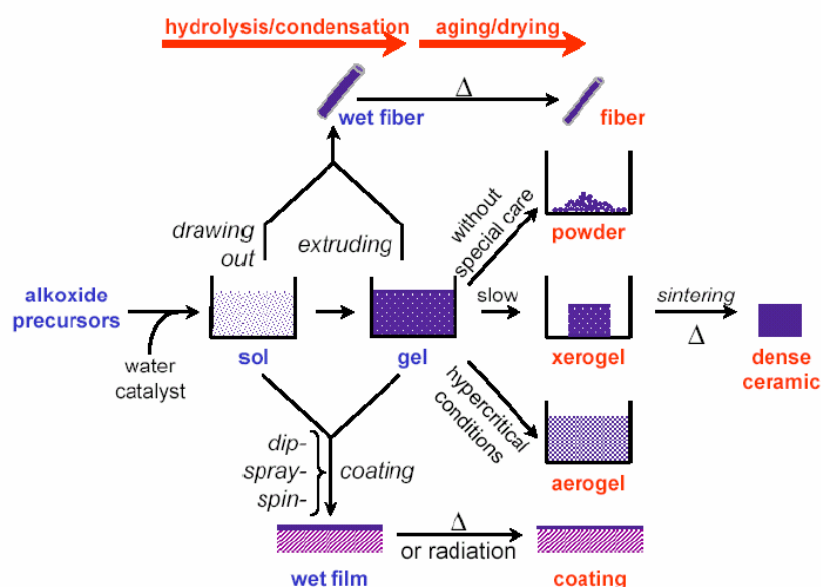 hydrolysis/condensation
aging/drying
Δ
wet fiber
fiber
drawing
out
extruding
without
special care
powder
alkoxide
precursors
water
catalyst
sol
gel
slow
xerogel
sintering
Δ
dense
ceramic
hypercritical
conditions
aerogel
dip-
spray-
spin-
coating
wet film
Δ
or radiation
coating